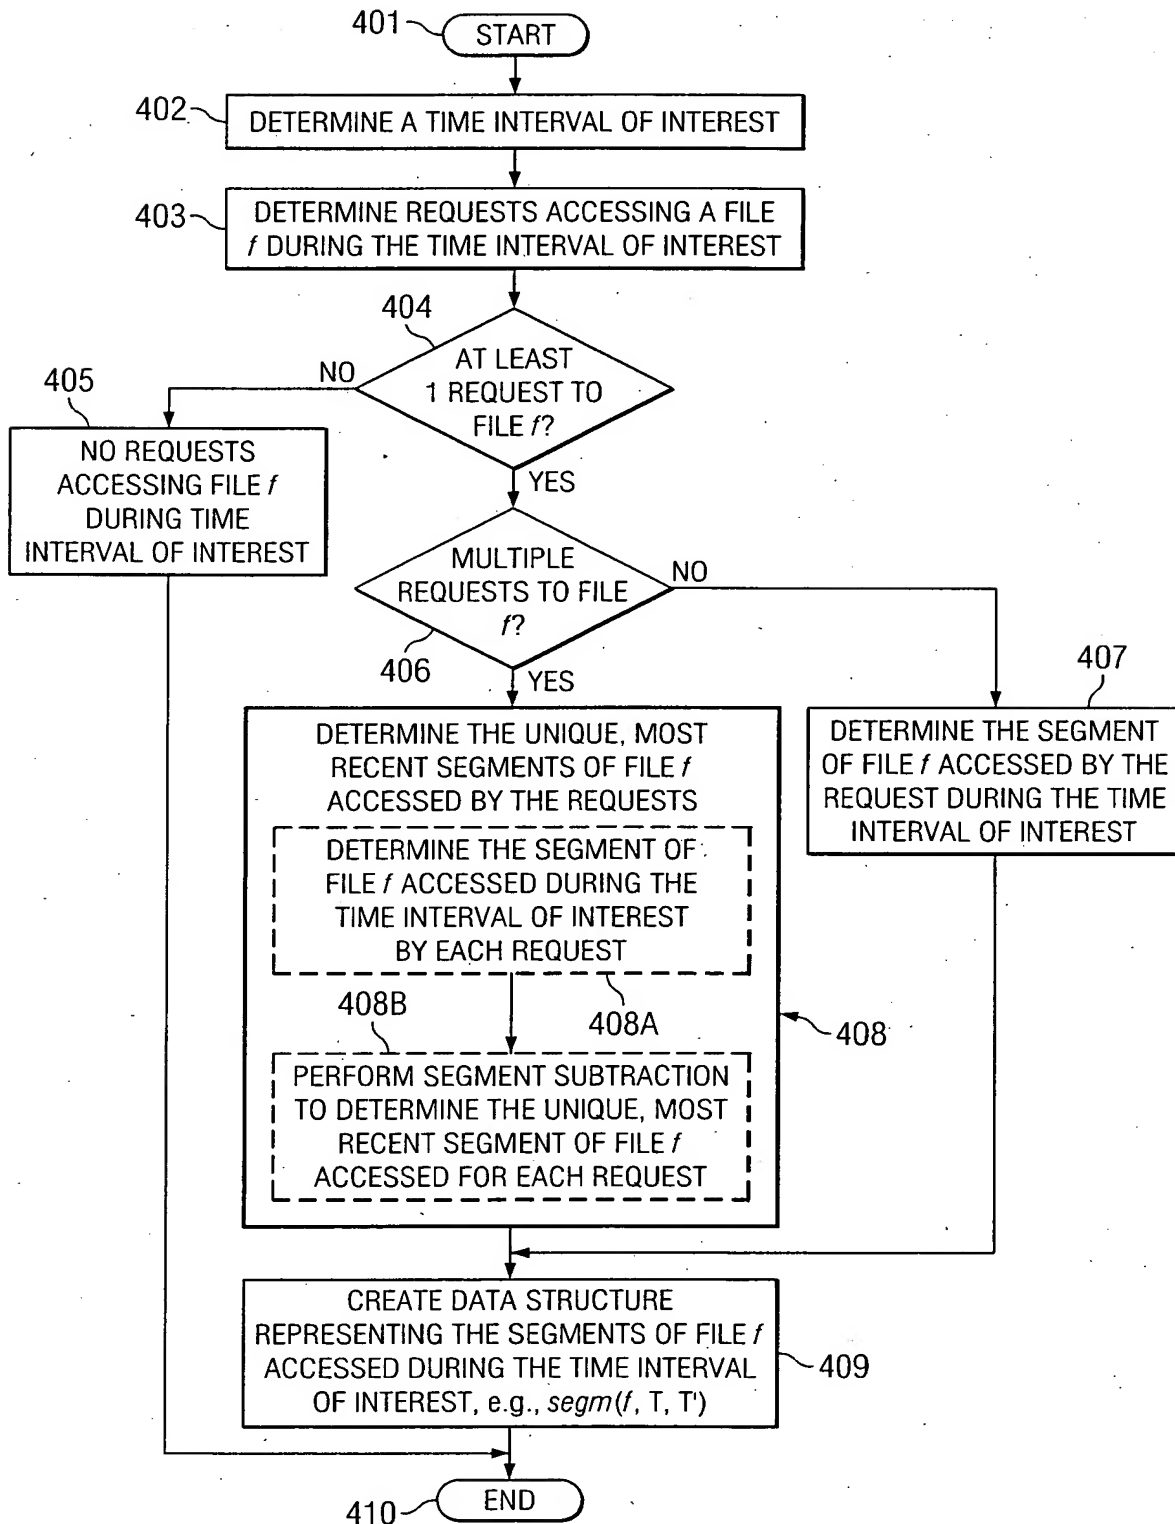 401
START
402
DETERMINE A TIME INTERVAL OF INTEREST
403
DETERMINE REQUESTS ACCESSING A FILE
f DURING THE TIME INTERVAL OF INTEREST
404
AT LEAST
1 REQUEST TO
FILE f?
NO
YES
405
NO REQUESTS
ACCESSING FILE f
DURING TIME
INTERVAL OF INTEREST
MULTIPLE
REQUESTS TO FILE
f?
NO
406
YES
407
DETERMINE THE SEGMENT
OF FILE f ACCESSED BY THE
REQUEST DURING THE TIME
INTERVAL OF INTEREST
DETERMINE THE UNIQUE, MOST
RECENT SEGMENTS OF FILE f
ACCESSED BY THE REQUESTS
DETERMINE THE SEGMENT OF
FILE f ACCESSED DURING THE
TIME INTERVAL OF INTEREST
BY EACH REQUEST
408A
408B
408
PERFORM SEGMENT SUBTRACTION
TO DETERMINE THE UNIQUE, MOST
RECENT SEGMENT OF FILE f
ACCESSED FOR EACH REQUEST
CREATE DATA STRUCTURE
REPRESENTING THE SEGMENTS OF FILE f
ACCESSED DURING THE TIME INTERVAL
OF INTEREST, e.g., segm(f, T, T')
409
END
410